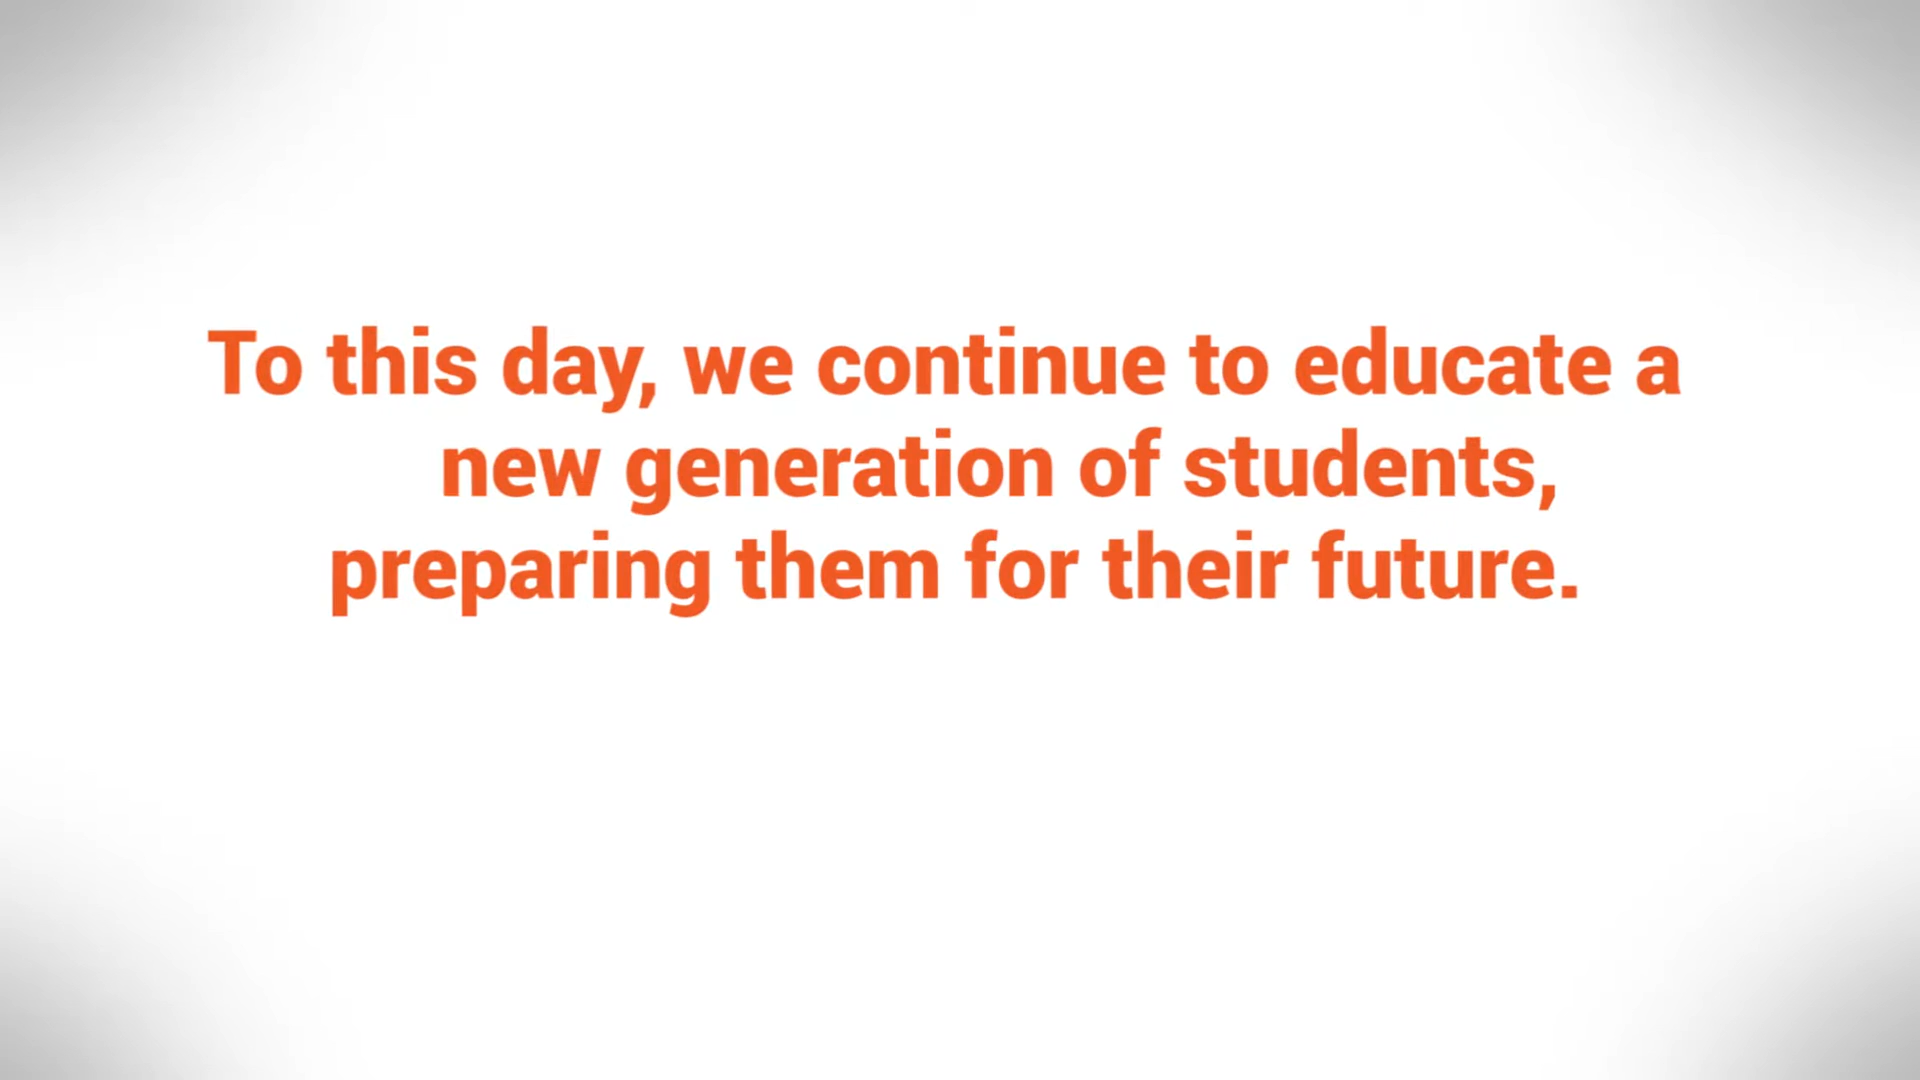 To this day, we continue to educate a
new generation of students,
preparing them for their future.